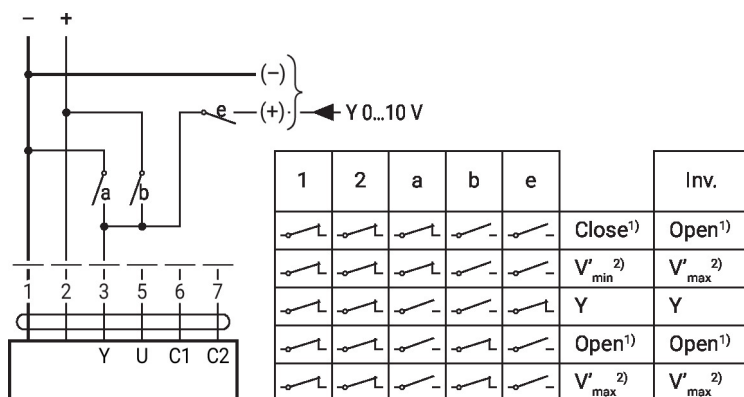 − +
(−)
e (+) Y 0...10 V
a b
1 2 3 5 6 7
Y U C1 C2
1 2 a b e Inv.
Close¹⁾ Open¹⁾
V'min²⁾ V'max²⁾
Y Y
Open¹⁾ Open¹⁾
V'max²⁾ V'max²⁾